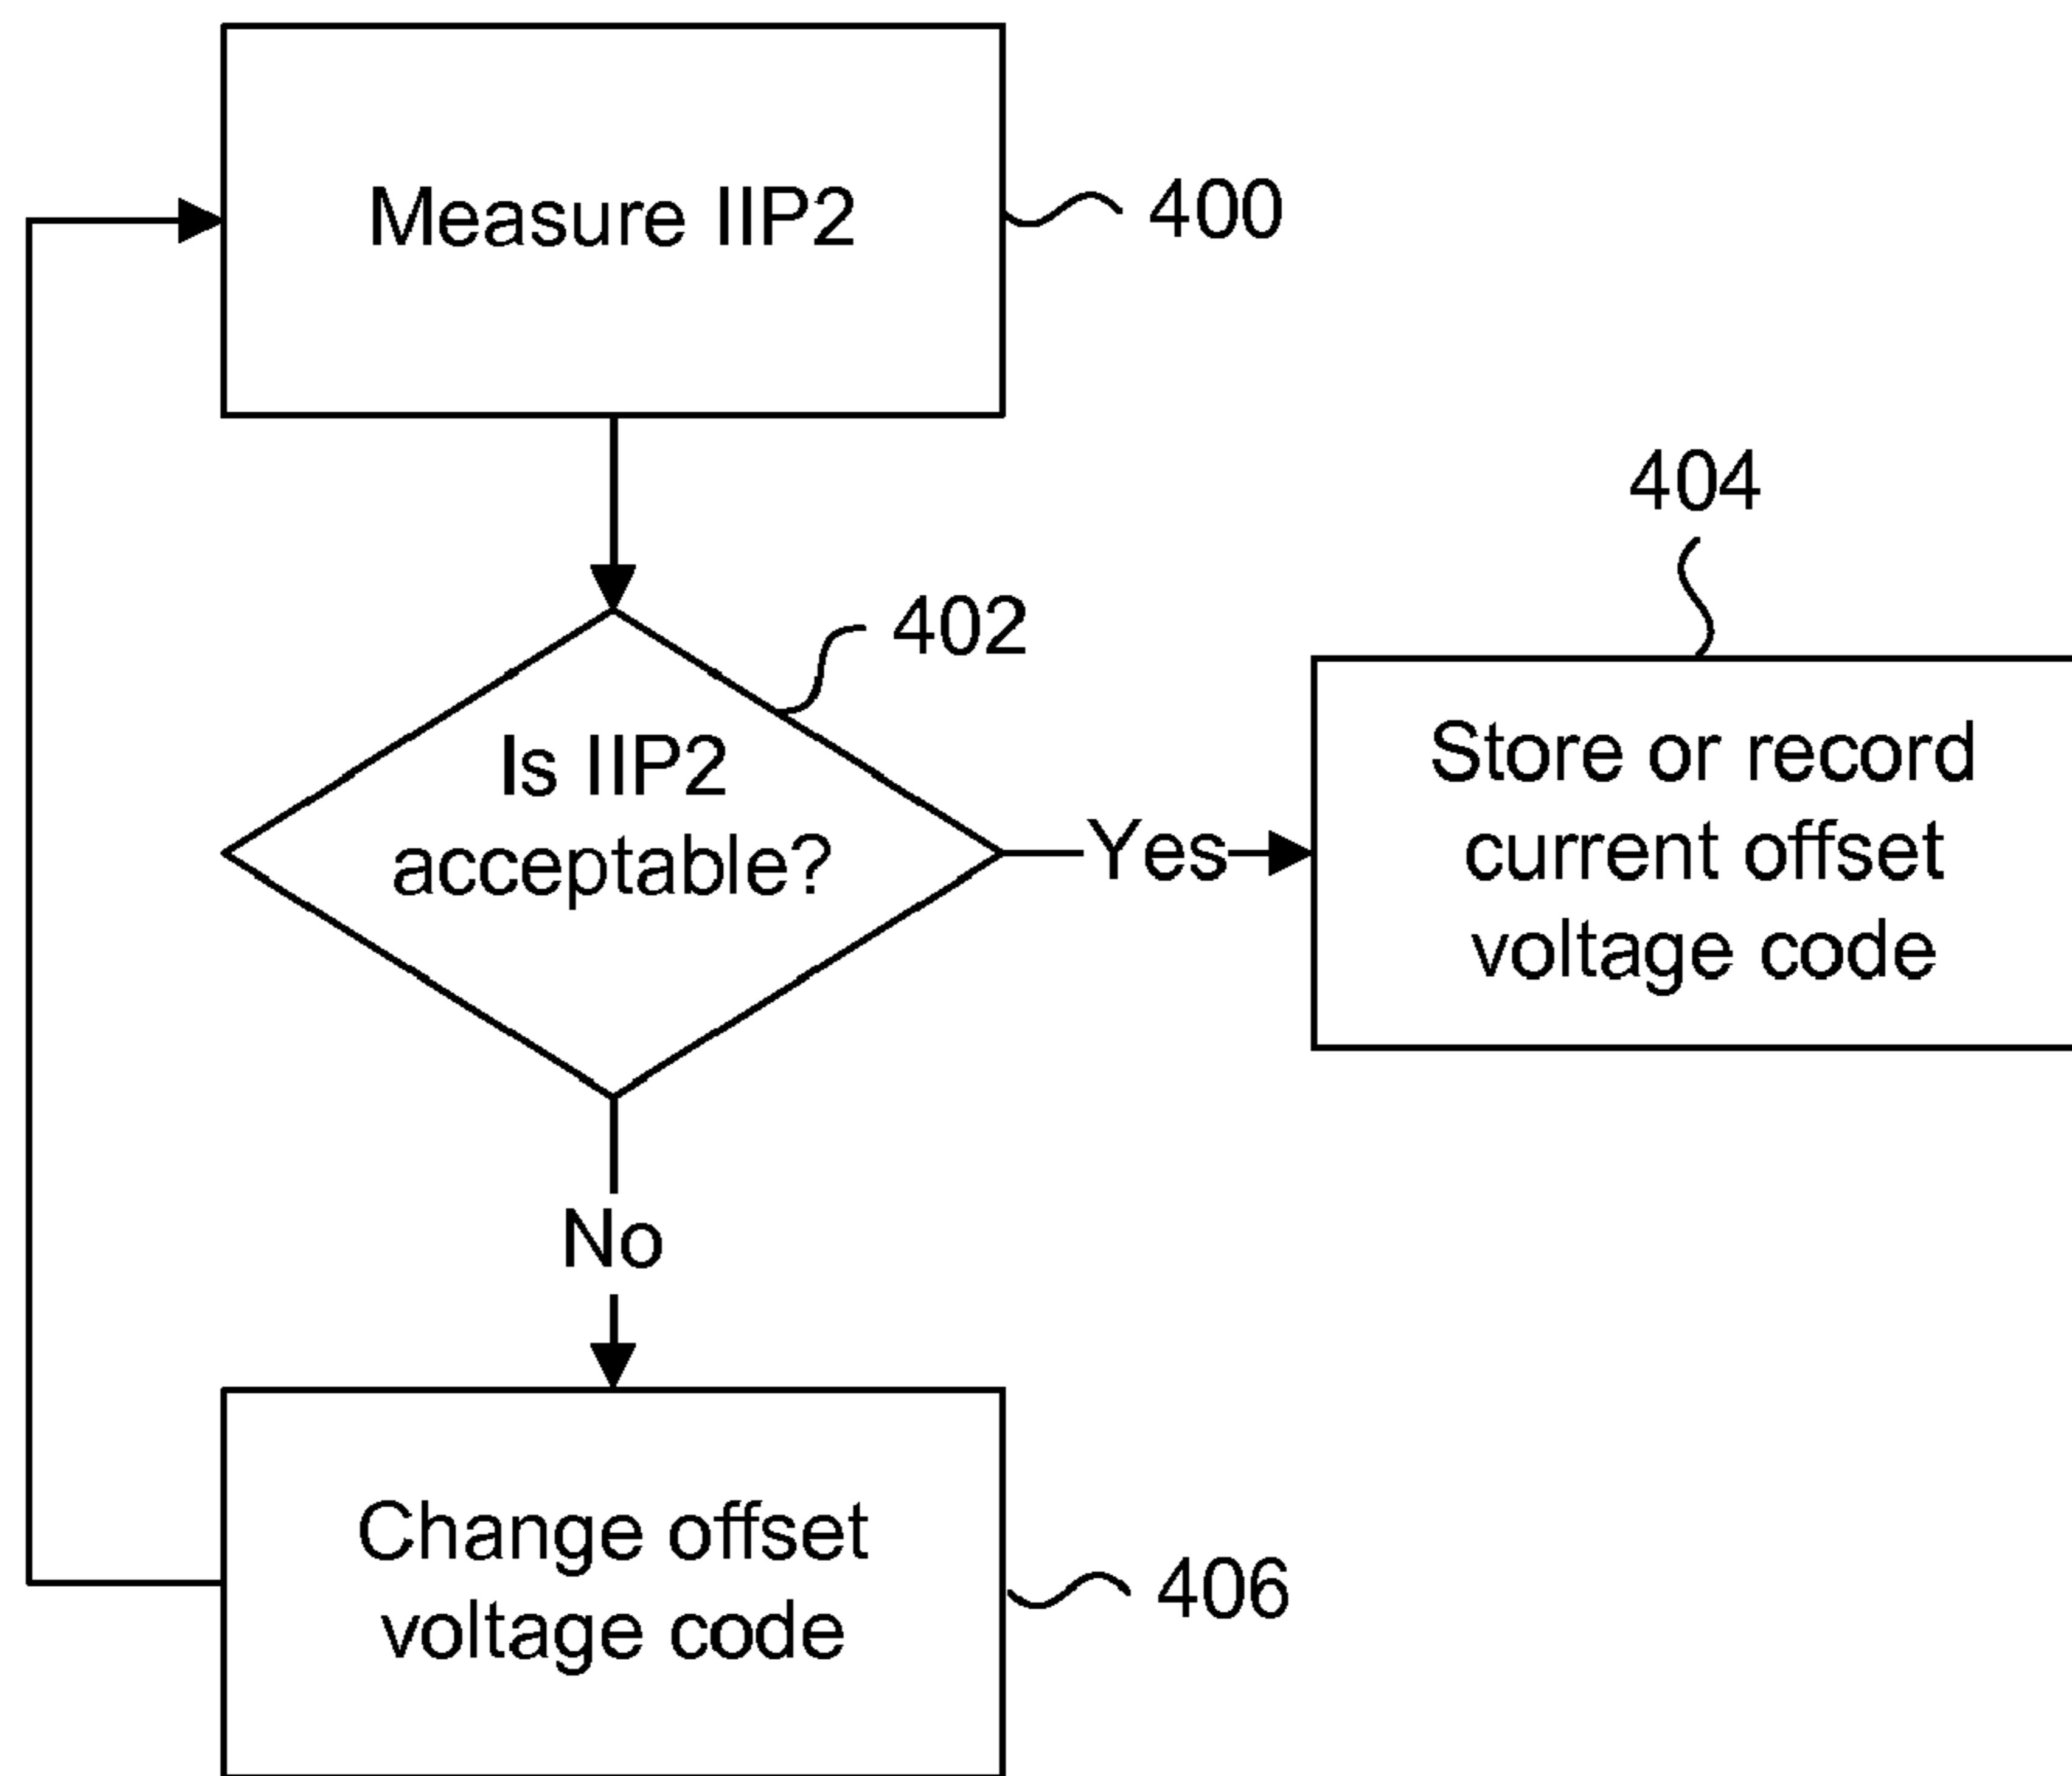 Measure IIP2
400
402
Is IIP2
acceptable?
Yes
404
Store or record
current offset
voltage code
No
Change offset
voltage code
406